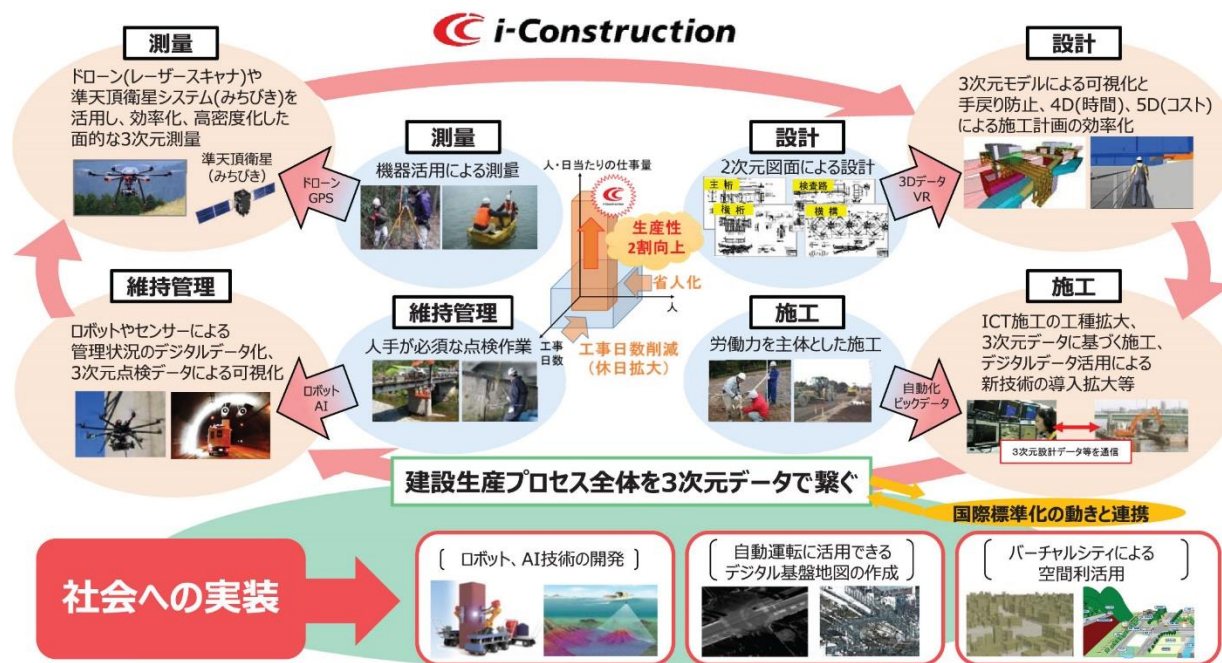 i-Construction
測量
ドローン(レーザースキャナ)や
準天頂衛星システム(みちびき)を
活用し、効率化、高密度化した
面的な3次元測量
準天頂衛星
(みちびき)
ドローン
GPS
測量
機器活用による測量
人・日当たりの仕事量
生産性
2割向上
省人化
人
工事
日数
工事日数削減
(休日拡大)
設計
2次元図面による設計
主桁
検査路
横桁
横構
3Dデータ
VR
設計
3次元モデルによる可視化と
手戻り防止、4D(時間)、5D(コスト)
による施工計画の効率化
維持管理
ロボットやセンサーによる
管理状況のデジタルデータ化、
3次元点検データによる可視化
ロボット
AI
維持管理
人手が必須な点検作業
施工
労働力を主体とした施工
自動化
ビックデータ
施工
ICT施工の工種拡大、
3次元データに基づく施工、
デジタルデータ活用による
新技術の導入拡大等
3次元設計データ等を通信
建設生産プロセス全体を3次元データで繋ぐ
国際標準化の動きと連携
社会への実装
〔 ロボット、AI技術の開発 〕
〔 自動運転に活用できる
デジタル基盤地図の作成 〕
〔 バーチャルシティによる
空間利活用 〕